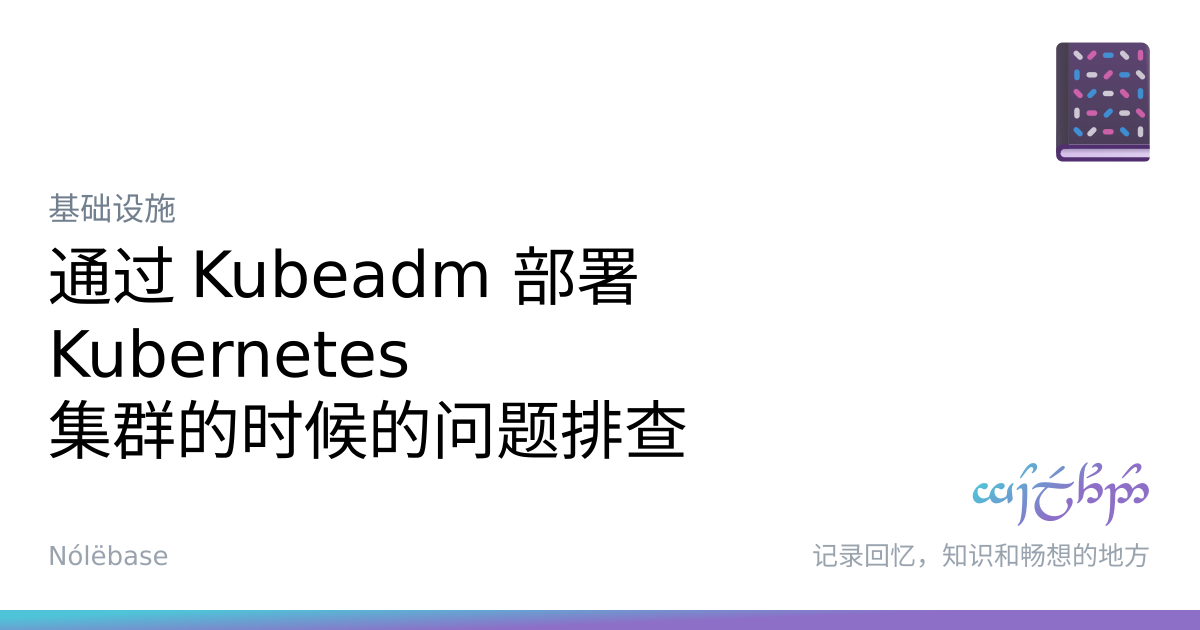 基础设施
通过 Kubeadm 部署
Kubernetes
集群的时候的问题排查
Nólëbase
记录回忆，知识和畅想的地方